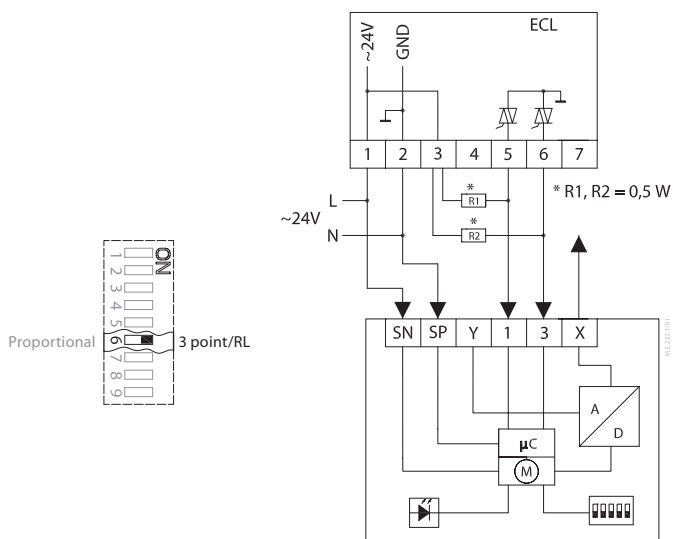 ECL
~24V
GND
1 2 3 4 5 6 7
* R1
* R2
* R1, R2 = 0,5 W
L
~24V
N
ON
1
2
3
4
5
Proportional 6 3 point/RL
7
8
9
SN SP Y 1 3 X
A
D
µC
M